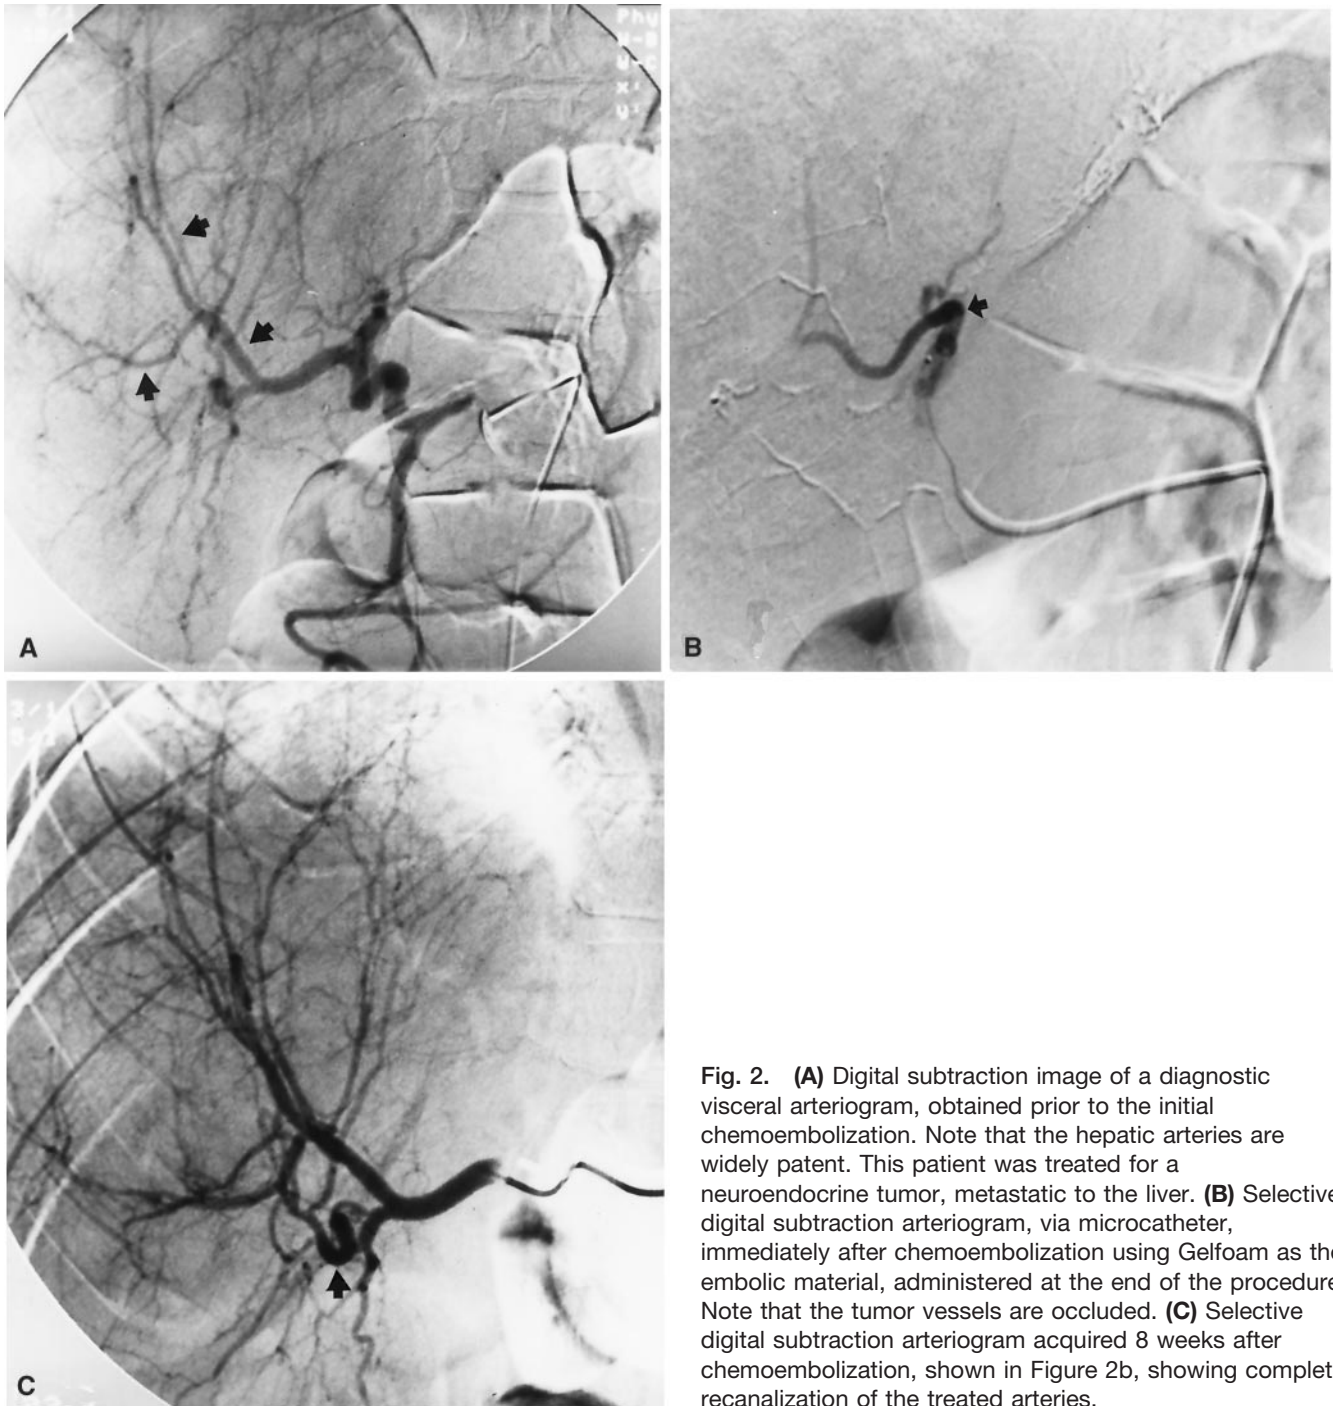 Phy
A
B
C
Fig. 2. (A) Digital subtraction image of a diagnostic
visceral arteriogram, obtained prior to the initial
chemoembolization. Note that the hepatic arteries are
widely patent. This patient was treated for a
neuroendocrine tumor, metastatic to the liver. (B) Selective
digital subtraction arteriogram, via microcatheter,
immediately after chemoembolization using Gelfoam as the
embolic material, administered at the end of the procedure
Note that the tumor vessels are occluded. (C) Selective
digital subtraction arteriogram acquired 8 weeks after
chemoembolization, shown in Figure 2b, showing complet
recanalization of the treated arteries.